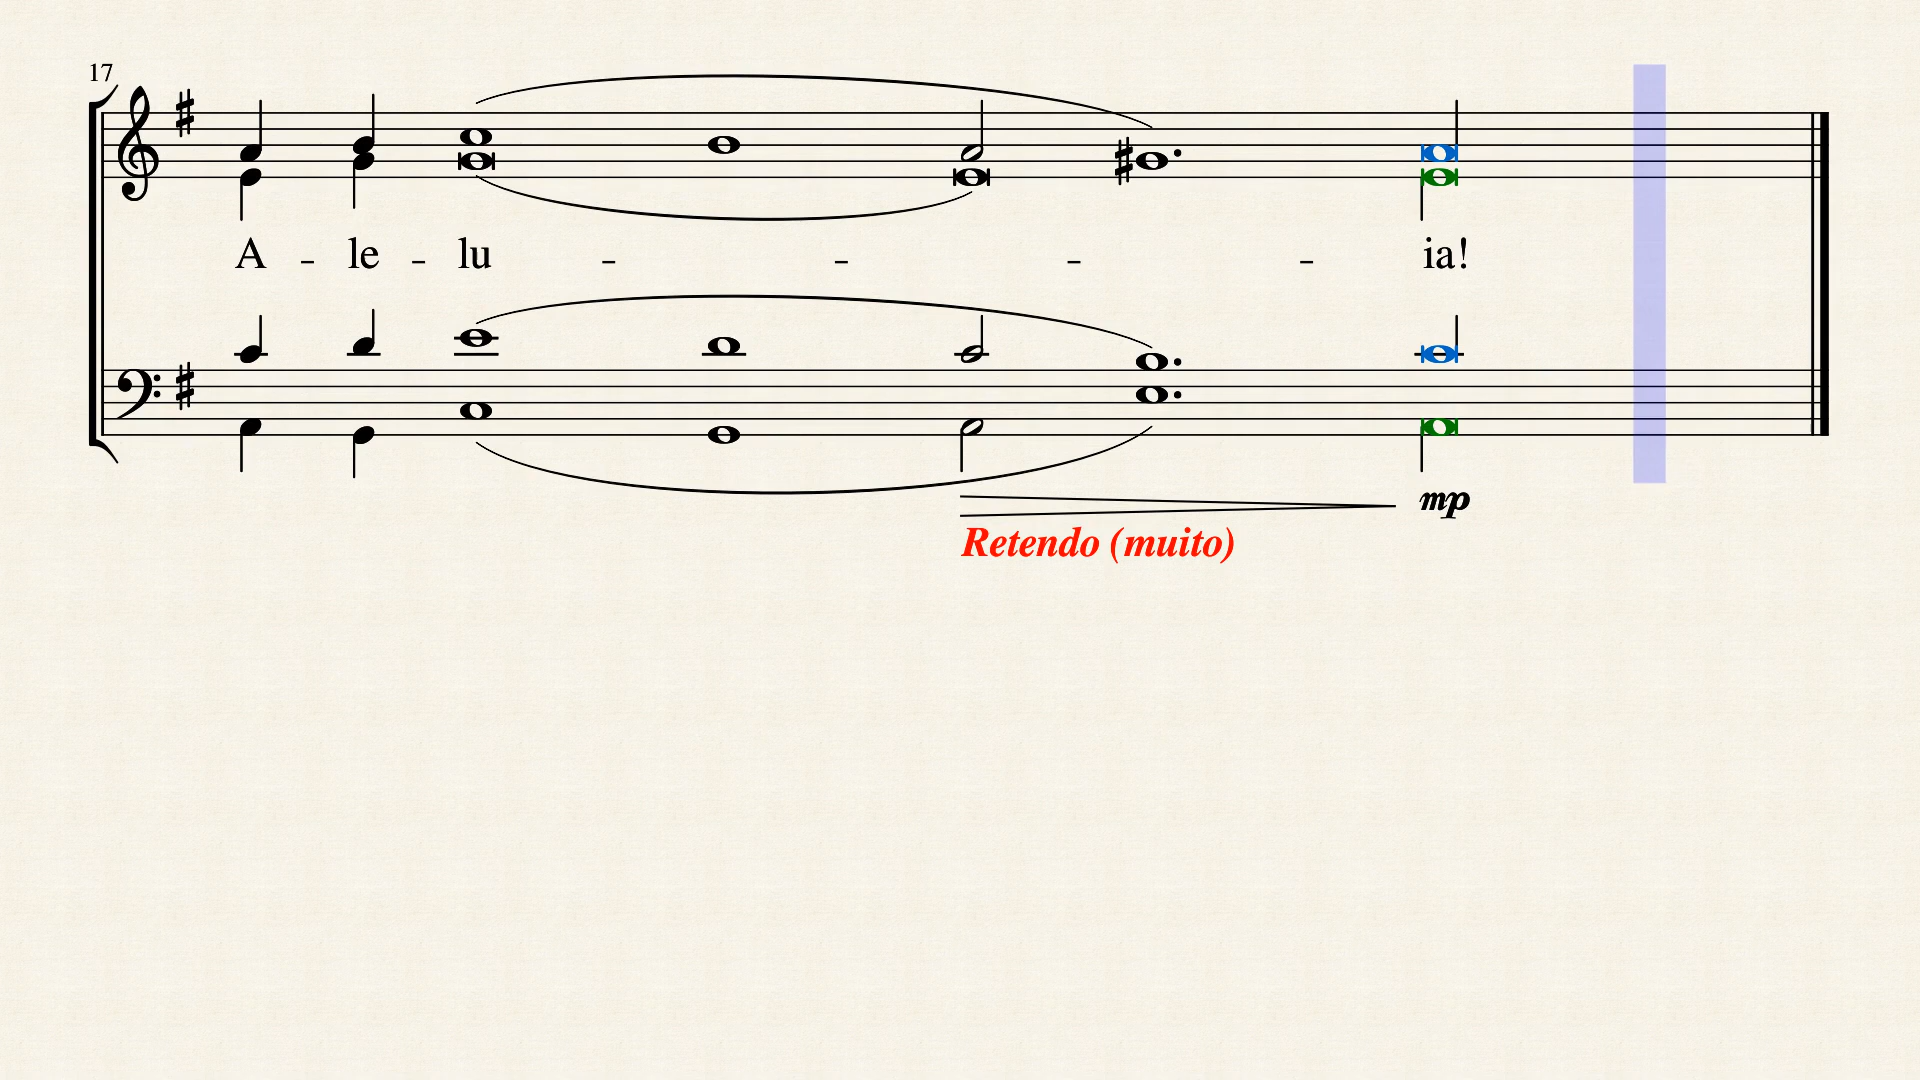 17
A - le - lu - - - - ia!
mp
Retendo (muito)